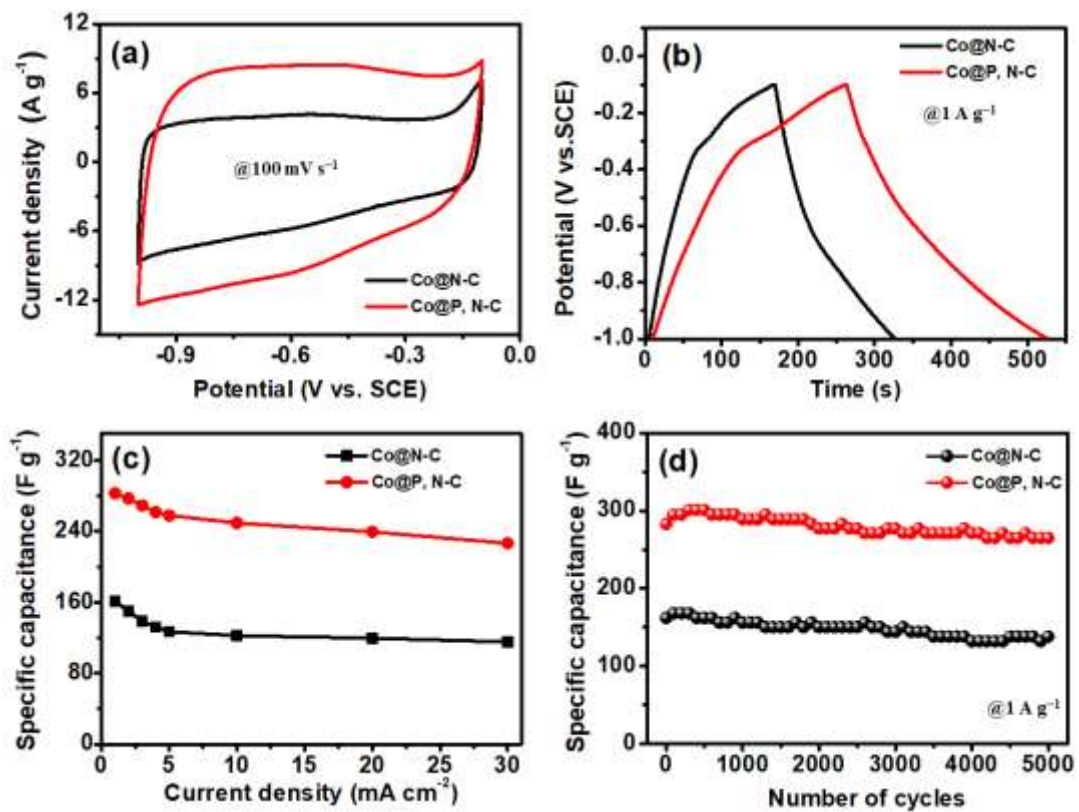 (a)
Co@N-C
Co@P, N-C
@100 mV s⁻¹
Current density (A g⁻¹)
12
6
0
-6
-12
-0.9
-0.6
-0.3
0.0
Potential (V vs. SCE)
(b)
Co@N-C
Co@P, N-C
@1 A g⁻¹
Potential (V vs.SCE)
0.0
-0.2
-0.4
-0.6
-0.8
-1.0
0
100
200
300
400
500
Time (s)
(c)
Co@N-C
Co@P, N-C
Specific capacitance (F g⁻¹)
320
240
160
80
0
0
5
10
15
20
25
30
Current density (mA cm⁻²)
(d)
Co@N-C
Co@P, N-C
@1 A g⁻¹
Specific capacitance (F g⁻¹)
400
300
200
100
0
0
1000
2000
3000
4000
5000
Number of cycles